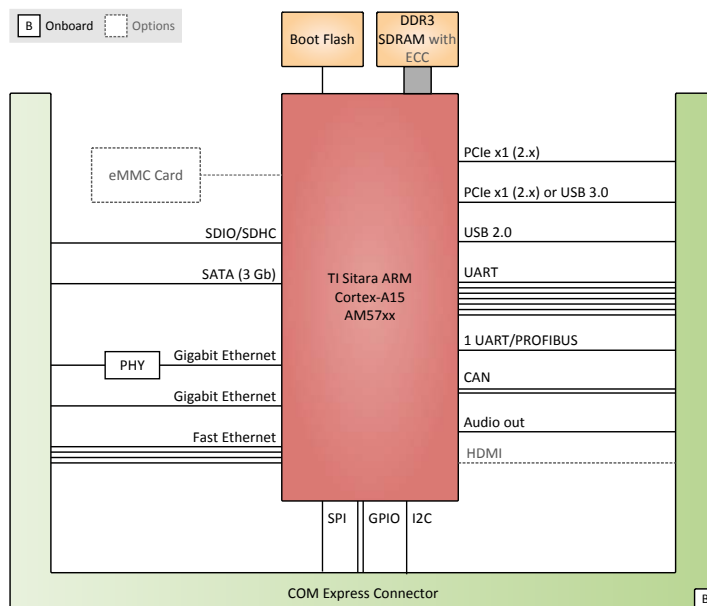 B Onboard Options
Boot Flash
DDR3
SDRAM with
ECC
eMMC Card
SDIO/SDHC
SATA (3 Gb)
PHY
Gigabit Ethernet
Gigabit Ethernet
Fast Ethernet
TI Sitara ARM
Cortex-A15
AM57xx
PCIe x1 (2.x)
PCIe x1 (2.x) or USB 3.0
USB 2.0
UART
1 UART/PROFIBUS
CAN
Audio out
HDMI
SPI GPIO I2C
COM Express Connector
B